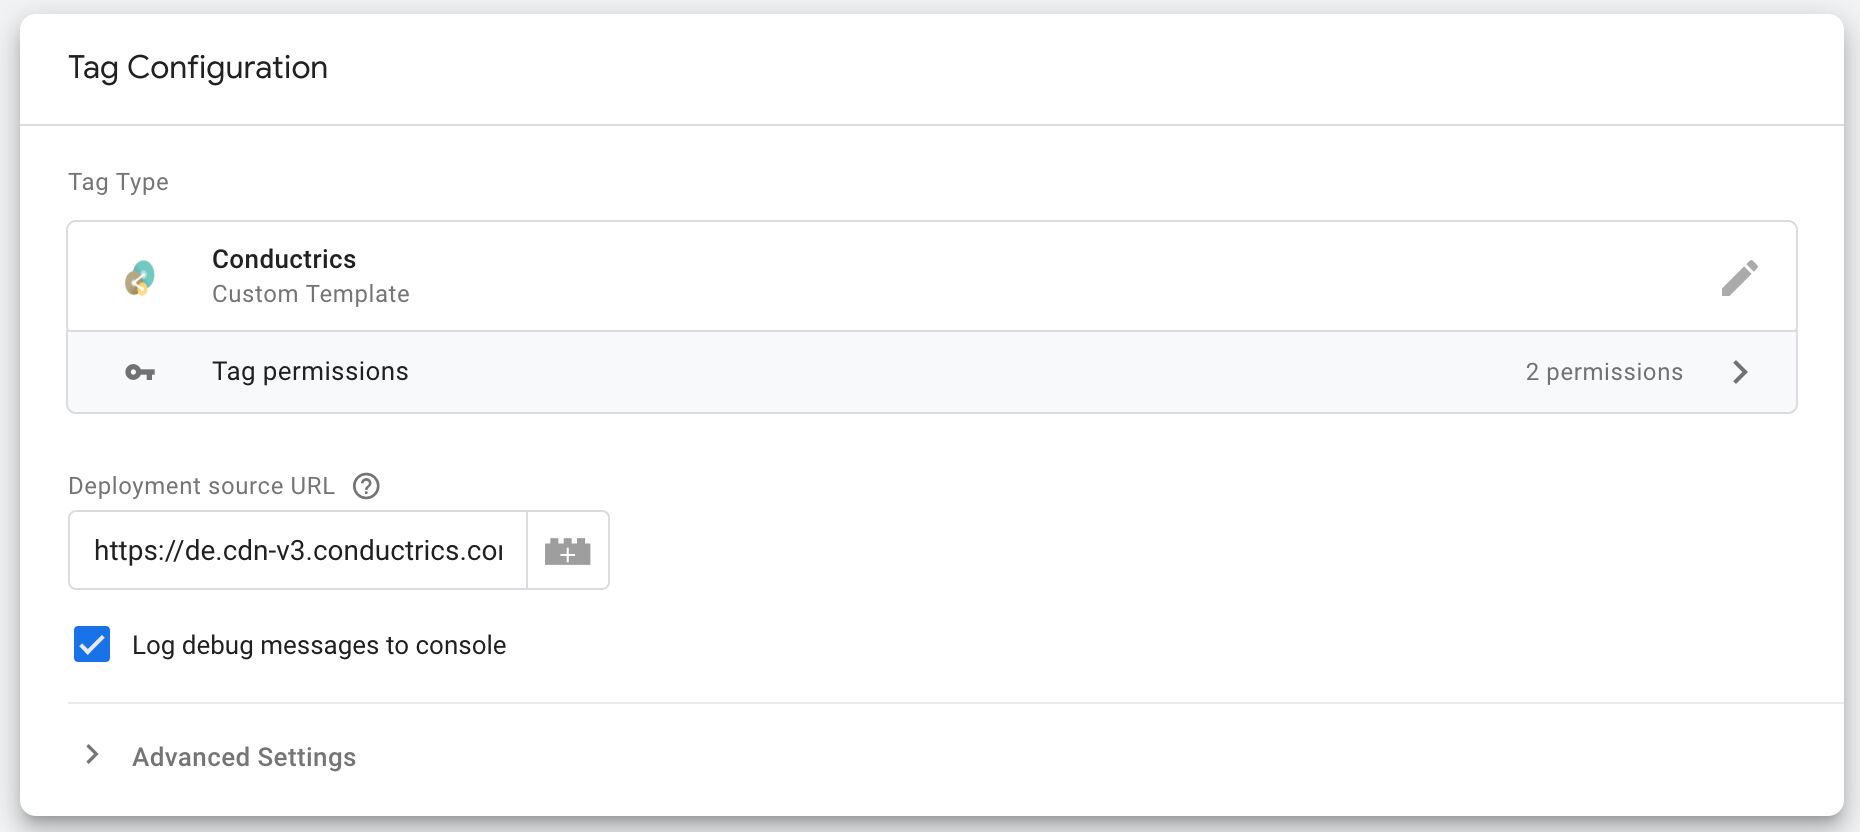 Tag Configuration
Tag Type
Conductrics
Custom Template
Tag permissions
2 permissions
Deployment source URL
https://de.cdn-v3.conductrics.co
Log debug messages to console
Advanced Settings